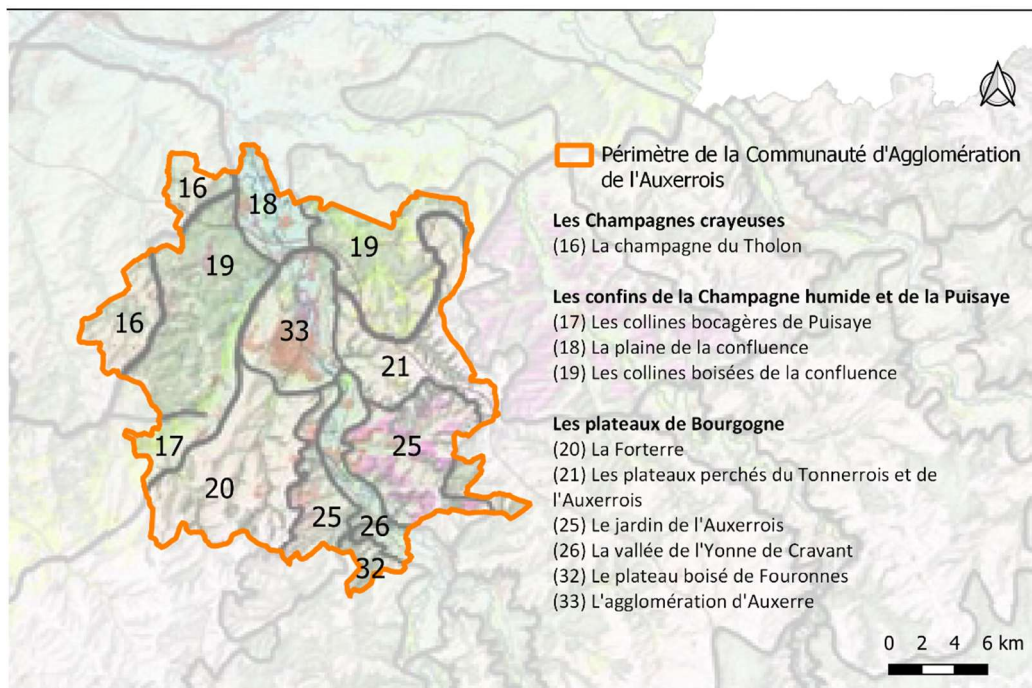 Périmètre de la Communauté d'Agglomération
de l'Auxerrois
Les Champagnes crayeuses
(16) La champagne du Tholon
Les confins de la Champagne humide et de la Puisaye
(17) Les collines bocagères de Puisaye
(18) La plaine de la confluence
(19) Les collines boisées de la confluence
Les plateaux de Bourgogne
(20) La Forterre
(21) Les plateaux perchés du Tonnerrois et de
l'Auxerrois
(25) Le jardin de l'Auxerrois
(26) La vallée de l'Yonne de Cravant
(32) Le plateau boisé de Fouronnes
(33) L'agglomération d'Auxerre
0 2 4 6 km
16
18
19
19
16
33
21
17
25
20
25
26
32